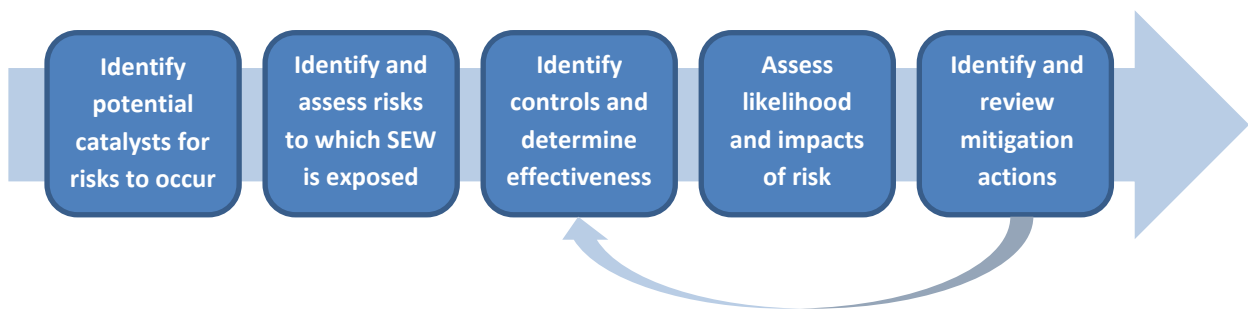 Identify
potential
catalysts for
risks to occur
Identify and
assess risks
to which SEW
is exposed
Identify
controls and
determine
effectiveness
Assess
likelihood
and impacts
of risk
Identify and
review
mitigation
actions